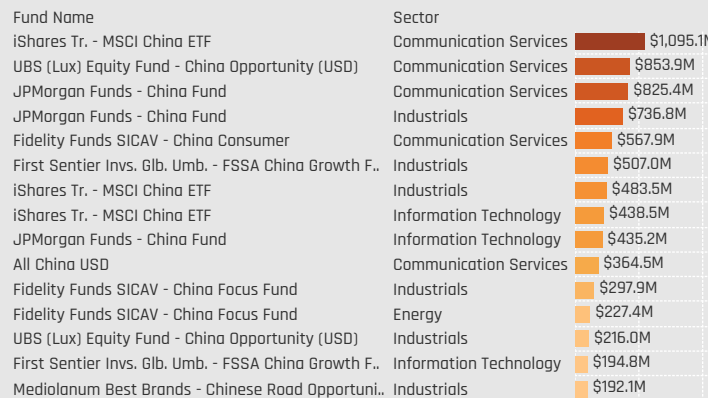 Fund Name Sector
iShares Tr. - MSCI China ETF Communication Services $1,095.1M
UBS (Lux) Equity Fund - China Opportunity (USD) Communication Services $853.9M
JPMorgan Funds - China Fund Communication Services $825.4M
JPMorgan Funds - China Fund Industrials $736.8M
Fidelity Funds SICAV - China Consumer Communication Services $567.9M
First Sentier Invs. Glb. Umb. - FSSA China Growth F.. Industrials $507.0M
iShares Tr. - MSCI China ETF Industrials $483.5M
iShares Tr. - MSCI China ETF Information Technology $438.5M
JPMorgan Funds - China Fund Information Technology $435.2M
All China USD Communication Services $364.5M
Fidelity Funds SICAV - China Focus Fund Industrials $297.9M
Fidelity Funds SICAV - China Focus Fund Energy $227.4M
UBS (Lux) Equity Fund - China Opportunity (USD) Industrials $216.0M
First Sentier Invs. Glb. Umb. - FSSA China Growth F.. Information Technology $194.8M
Mediolanum Best Brands - Chinese Road Opportuni.. Industrials $192.1M